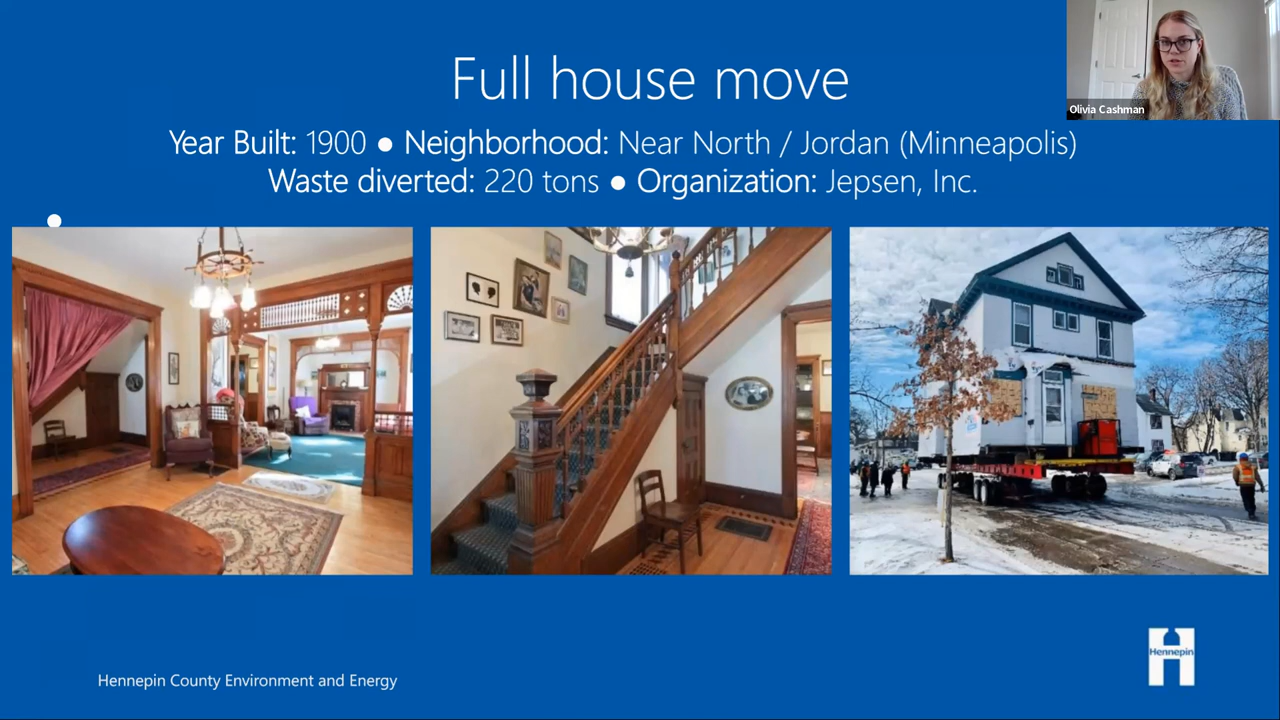 Full house move
Olivia Cashman
Year Built: 1900 ● Neighborhood: Near North / Jordan (Minneapolis)
Waste diverted: 220 tons ● Organization: Jepsen, Inc.
Hennepin
Hennepin County Environment and Energy